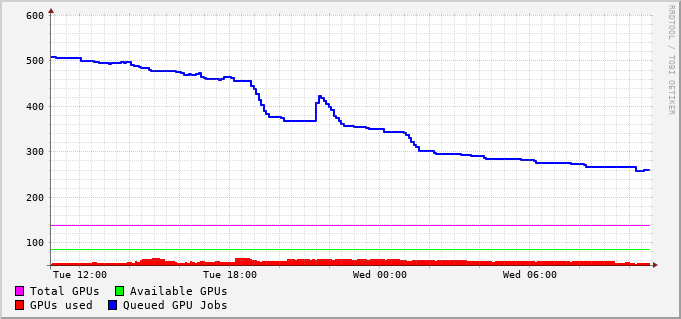 600
500
400
300
200
100
Tue 12:00 Tue 18:00 Wed 00:00 Wed 06:00
Total GPUs Available GPUs
GPUs used Queued GPU Jobs
RRDTOOL / TOBI OETIKER